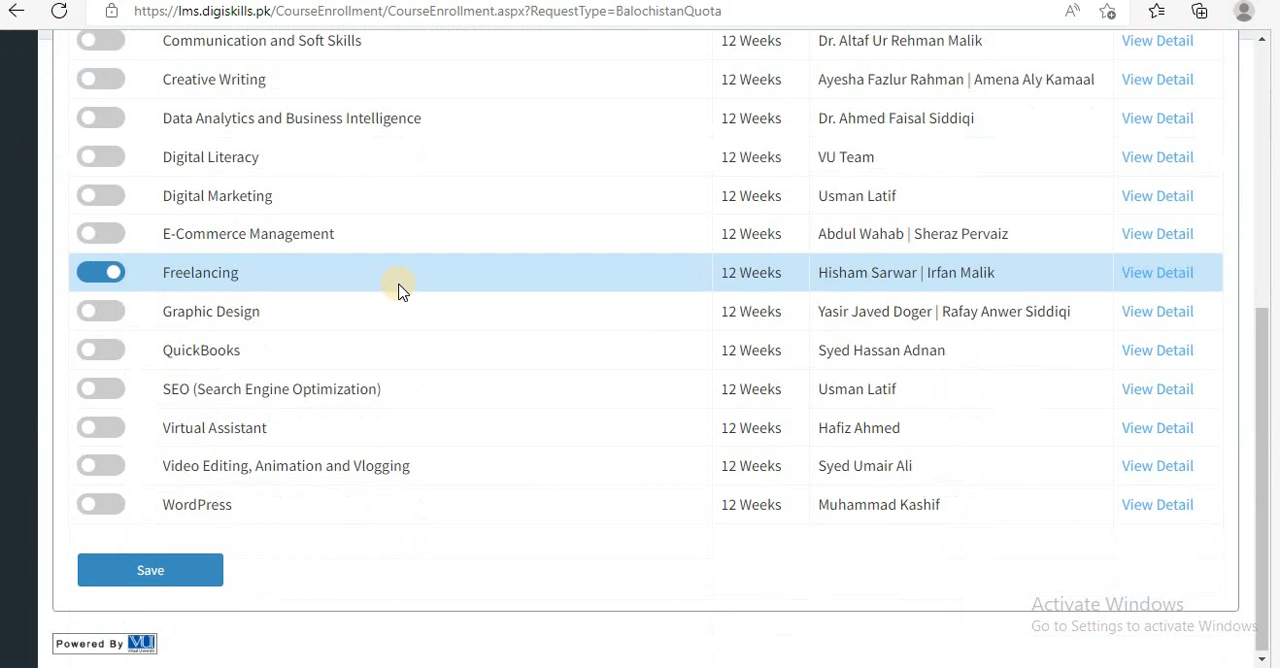 https://lms.digiskills.pk/CourseEnrollment/CourseEnrollment.aspx?RequestType=BalochistanQuota
Communication and Soft Skills 12 Weeks Dr. Altaf Ur Rehman Malik View Detail
Creative Writing 12 Weeks Ayesha Fazlur Rahman | Amena Aly Kamaal View Detail
Data Analytics and Business Intelligence 12 Weeks Dr. Ahmed Faisal Siddiqi View Detail
Digital Literacy 12 Weeks VU Team View Detail
Digital Marketing 12 Weeks Usman Latif View Detail
E-Commerce Management 12 Weeks Abdul Wahab | Sheraz Pervaiz View Detail
Freelancing 12 Weeks Hisham Sarwar | Irfan Malik View Detail
Graphic Design 12 Weeks Yasir Javed Doger | Rafay Anwer Siddiqi View Detail
QuickBooks 12 Weeks Syed Hassan Adnan View Detail
SEO (Search Engine Optimization) 12 Weeks Usman Latif View Detail
Virtual Assistant 12 Weeks Hafiz Ahmed View Detail
Video Editing, Animation and Vlogging 12 Weeks Syed Umair Ali View Detail
WordPress 12 Weeks Muhammad Kashif View Detail
Save
Activate Windows
Go to Settings to activate Windows.
Powered By VU